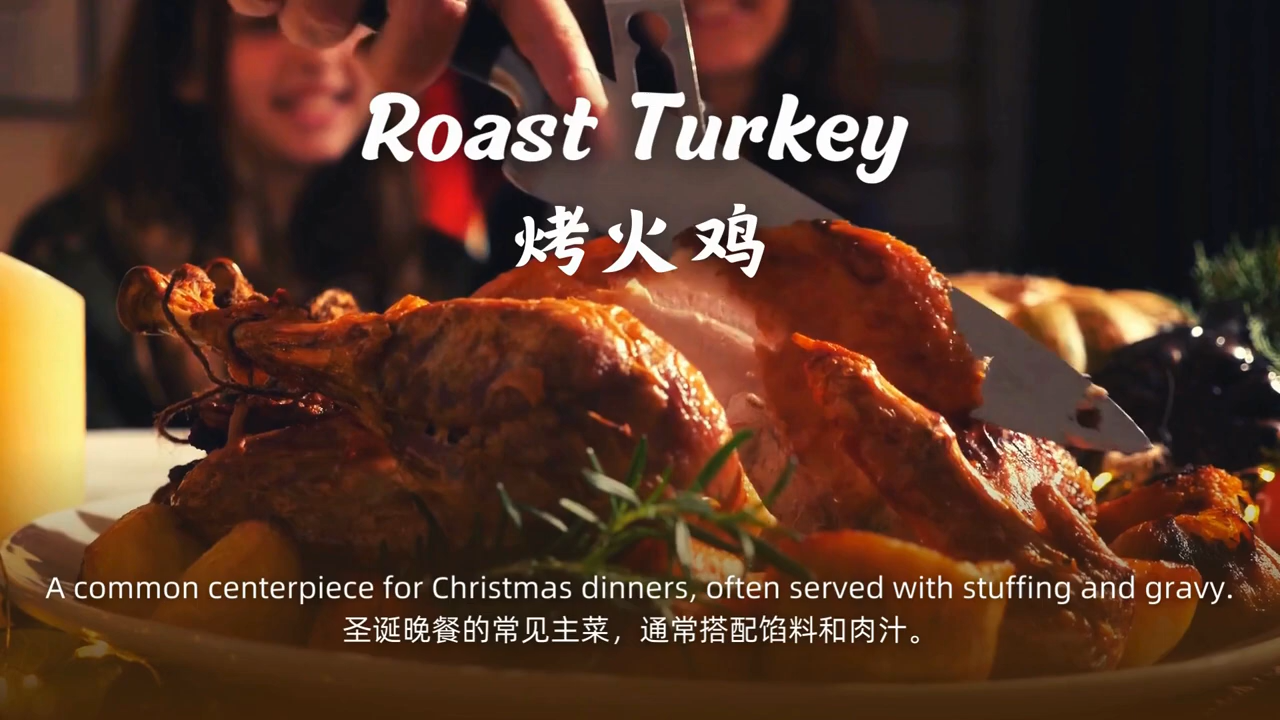 Roast Turkey
烤火鸡
A common centerpiece for Christmas dinners, often served with stuffing and gravy.
圣诞晚餐的常见主菜，通常搭配馅料和肉汁。